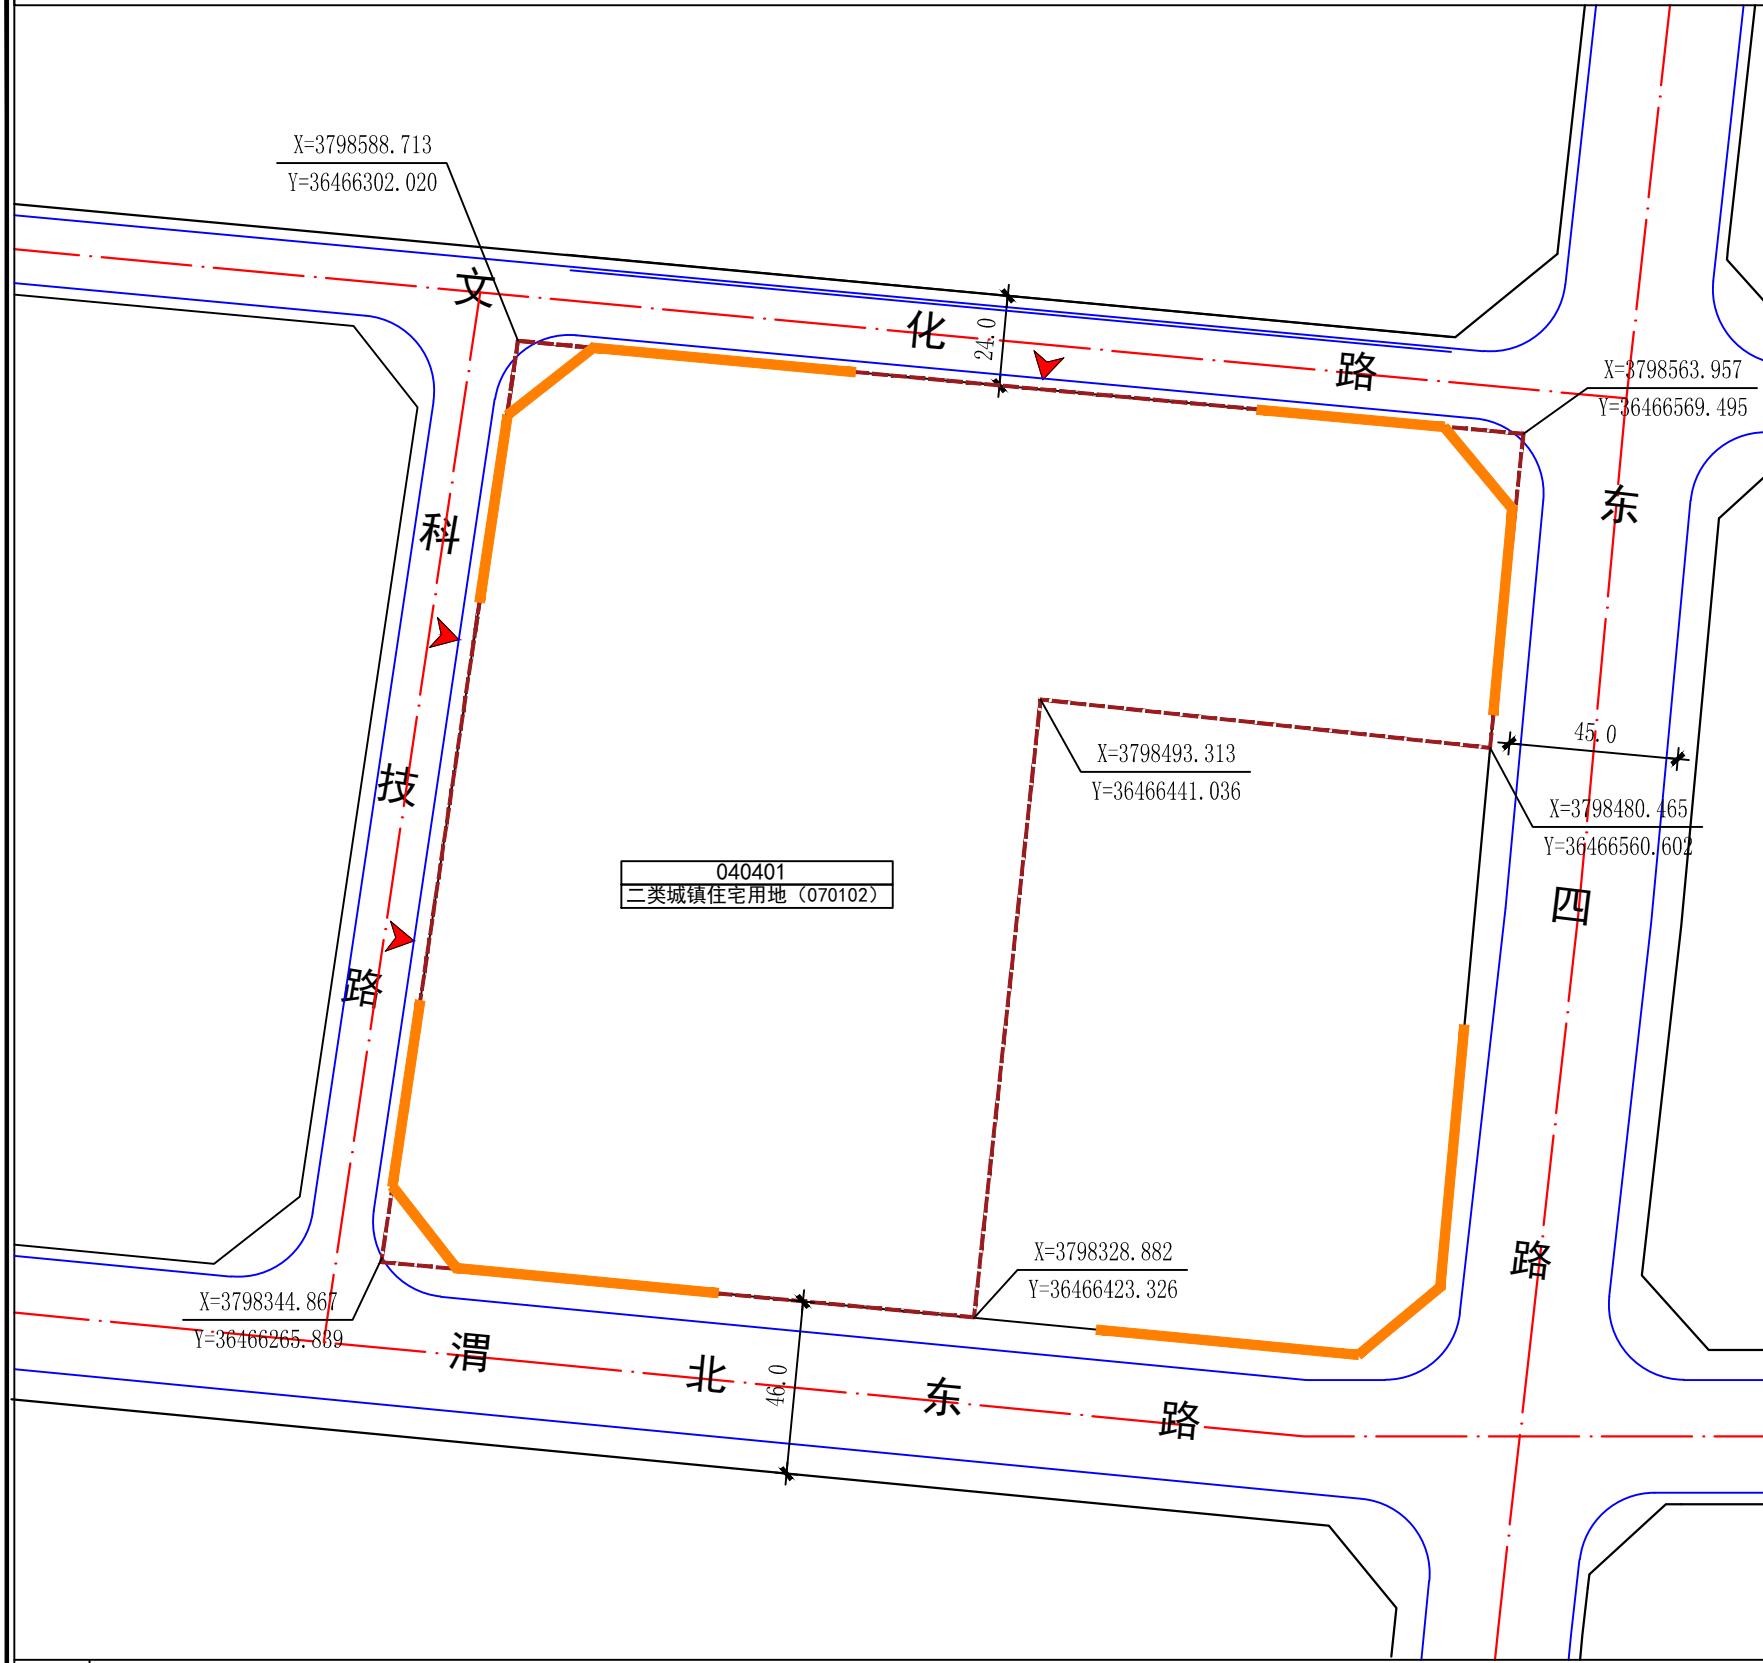 X=3798588.713
Y=36466302.020
文
化
路
24.0
X=3798563.957
Y=36466569.495
科
技
路
东
四
路
45.0
X=3798493.313
Y=36466441.036
X=3798480.465
Y=36466560.602
040401
二类城镇住宅用地（070102）
X=3798328.882
Y=36466423.326
X=3798344.867
Y=36466265.839
渭
北
东
路
46.0